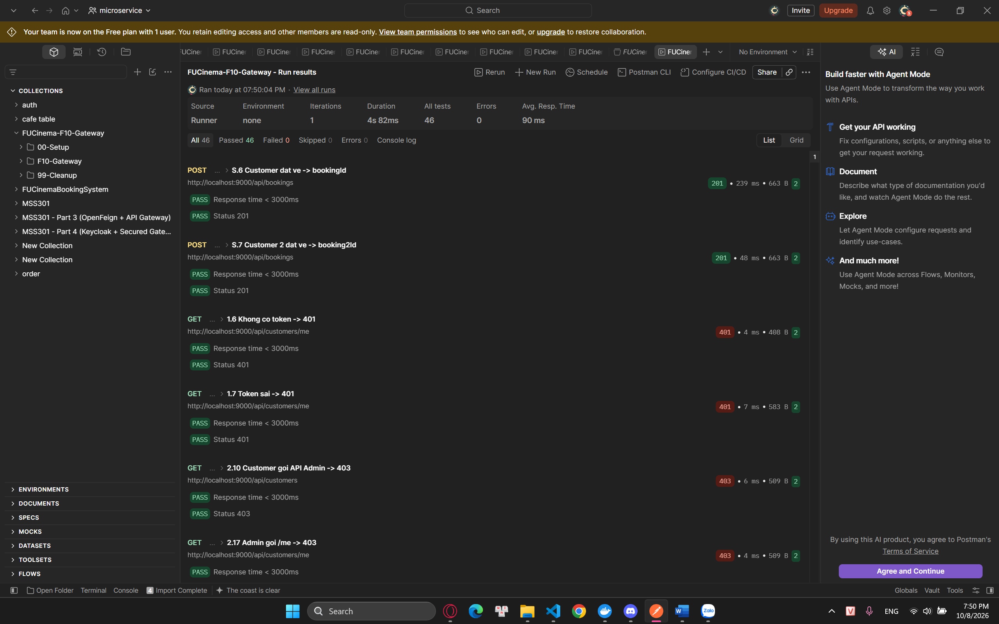 microservice
Search
Invite
Upgrade
Your team is now on the Free plan with 1 user. You retain editing access and other members are read-only. View team permissions to see who can edit, or upgrade to restore collaboration.
FUCiner
FUCiner
FUCiner
FUCiner
FUCiner
FUCiner
FUCiner
FUCiner
FUCiner
FUCiner
FUCiner
No Environment
AI
COLLECTIONS
auth
cafe table
FUCinema-F10-Gateway
00-Setup
F10-Gateway
99-Cleanup
FUCinemaBookingSystem
MSS301
MSS301 - Part 3 (OpenFeign + API Gateway)
MSS301 - Part 4 (Keycloak + Secured Gate...
New Collection
New Collection
order
ENVIRONMENTS
DOCUMENTS
SPECS
MOCKS
DATASETS
TOOLSETS
FLOWS
FUCinema-F10-Gateway - Run results
Rerun
New Run
Schedule
Postman CLI
Configure CI/CD
Share
Ran today at 07:50:04 PM · View all runs
Source Environment Iterations Duration All tests Errors Avg. Resp. Time
Runner none 1 4s 82ms 46 0 90 ms
All 46 Passed 46 Failed 0 Skipped 0 Errors 0 Console log
List Grid
1
POST ... > S.6 Customer dat ve -> bookingId
http://localhost:9000/api/bookings
201 • 239 ms • 663 B 2
PASS Response time < 3000ms
PASS Status 201
POST ... > S.7 Customer 2 dat ve -> booking2Id
http://localhost:9000/api/bookings
201 • 48 ms • 663 B 2
PASS Response time < 3000ms
PASS Status 201
GET ... > 1.6 Khong co token -> 401
http://localhost:9000/api/customers/me
401 • 4 ms • 408 B 2
PASS Response time < 3000ms
PASS Status 401
GET ... > 1.7 Token sai -> 401
http://localhost:9000/api/customers/me
401 • 7 ms • 583 B 2
PASS Response time < 3000ms
PASS Status 401
GET ... > 2.10 Customer goi API Admin -> 403
http://localhost:9000/api/customers
403 • 6 ms • 509 B 2
PASS Response time < 3000ms
PASS Status 403
GET ... > 2.17 Admin goi /me -> 403
http://localhost:9000/api/customers/me
403 • 4 ms • 509 B 2
PASS Response time < 3000ms
Build faster with Agent Mode
Use Agent Mode to transform the way you work
with APIs.
Get your API working
Fix configurations, scripts, or anything else to
get your request working.
Document
Describe what type of documentation you'd
like, and watch Agent Mode do the rest.
Explore
Let Agent Mode configure requests and
identify use-cases.
And much more!
Use Agent Mode across Flows, Monitors,
Mocks, and more!
By using this AI product, you agree to Postman's
Terms of Service
Agree and Continue
Open Folder
Terminal
Console
4 Import Complete
The coast is clear
Globals
Vault
Tools
Search
Zalo
ENG
7:50 PM
10/8/2026